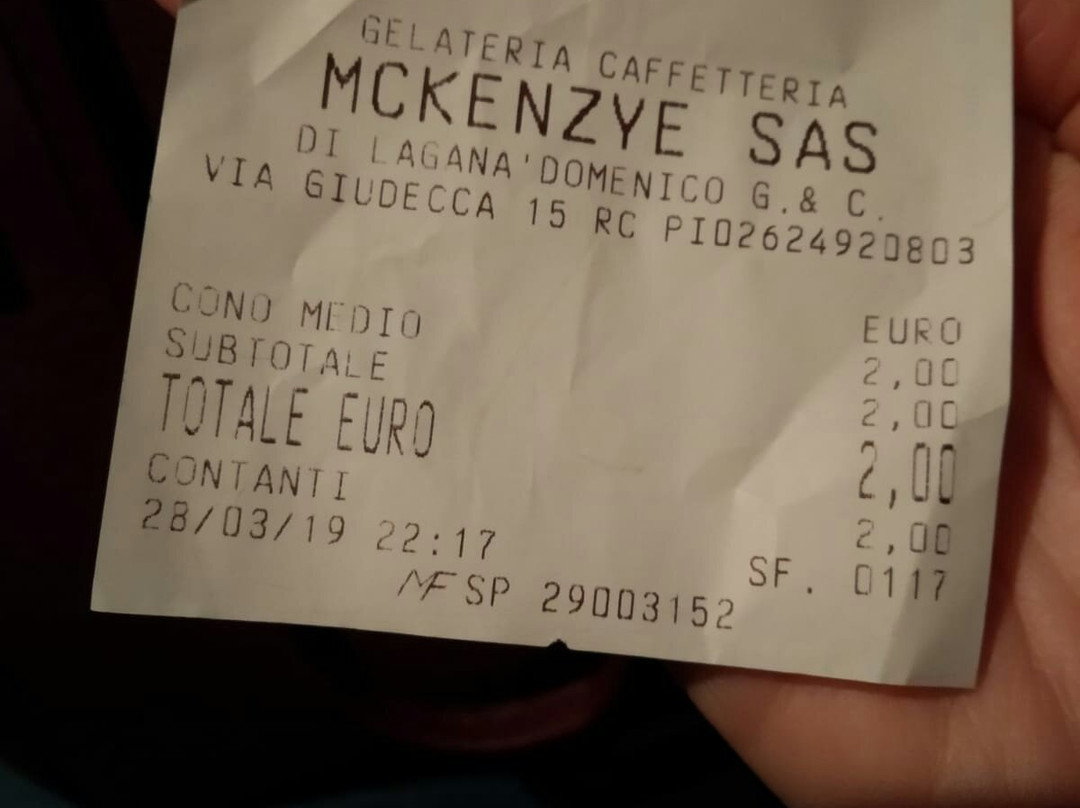 GELATERIA CAFFETTERIA
MCKENZYE SAS
DI LAGANA'DOMENICO G.& C.
VIA GIUDECCA 15 RC PI02624920803
EURO
CONO MEDIO 2,00
SUBTOTALE 2,00
TOTALE EURO 2,00
CONTANTI 2,00
28/03/19 22:17 SF. 0117
MF SP 29003152